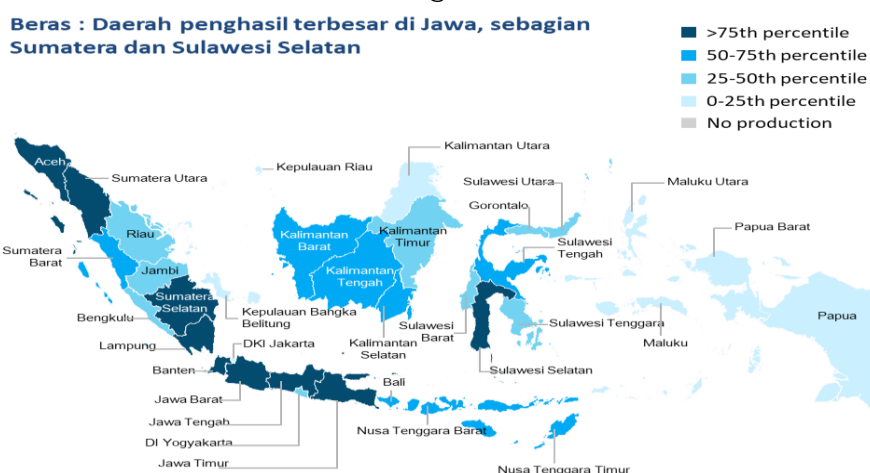 Beras : Daerah penghasil terbesar di Jawa, sebagian
Sumatera dan Sulawesi Selatan
>75th percentile
50-75th percentile
25-50th percentile
0-25th percentile
No production
Kalimantan Utara
Aceh
Sumatera Utara
Kepulauan Riau
Sulawesi Utara
Maluku Utara
Gorontalo
Papua Barat
Riau
Kalimantan
Barat
Kalimantan
Timur
Sulawesi
Tengah
Sumatera
Barat
Jambi
Kalimantan
Tengah
Sumatera
Selatan
Bengkulu
Kepulauan Bangka
Belitung
Sulawesi
Barat
Sulawesi Tenggara
Papua
Lampung
DKI Jakarta
Kalimantan
Selatan
Maluku
Banten
Bali
Sulawesi Selatan
Jawa Barat
Jawa Tengah
Nusa Tenggara Barat
DI Yogyakarta
Jawa Timur
Nusa Tenggara Timur